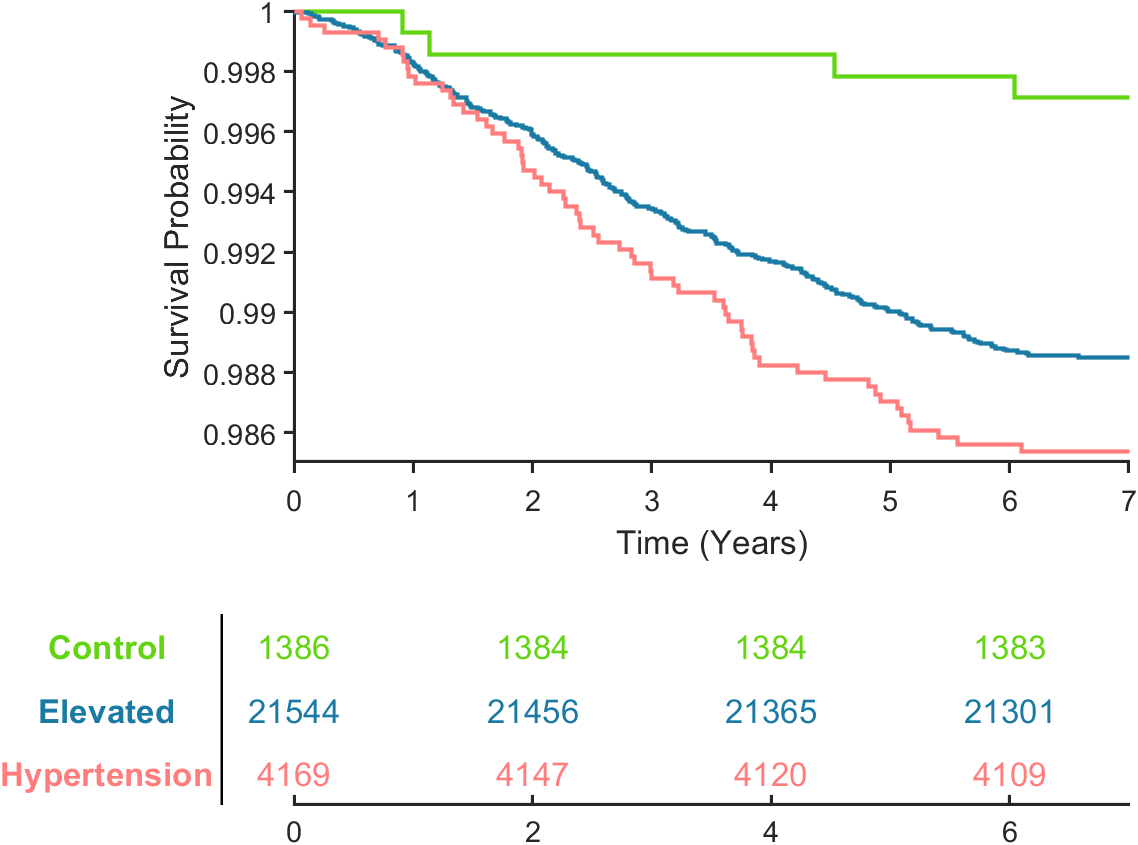 1
0.998
0.996
0.994
0.992
0.99
0.988
0.986
Survival Probability
0 1 2 3 4 5 6 7
Time (Years)
Control 1386 1384 1384 1383
Elevated 21544 21456 21365 21301
Hypertension 4169 4147 4120 4109
0 2 4 6